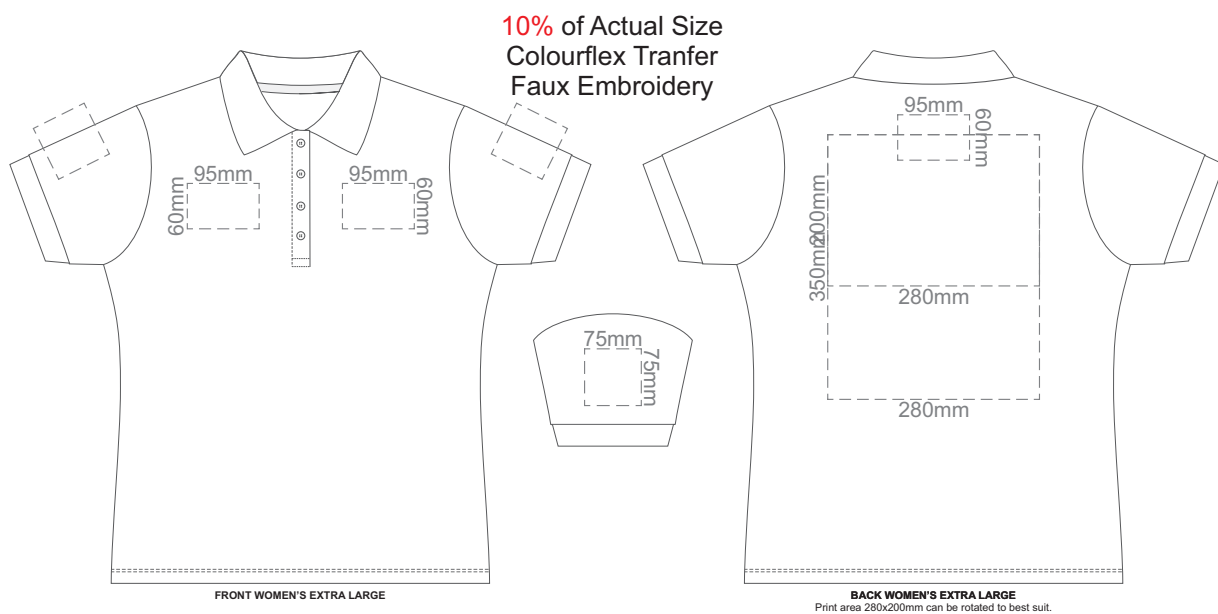 10% of Actual Size
Colourflex Tranfer
Faux Embroidery
95mm
60mm
95mm
60mm
75mm
75mm
FRONT WOMEN'S EXTRA LARGE
95mm
60mm
200mm
350mm
280mm
280mm
BACK WOMEN'S EXTRA LARGE
Print area 280x200mm can be rotated to best suit.